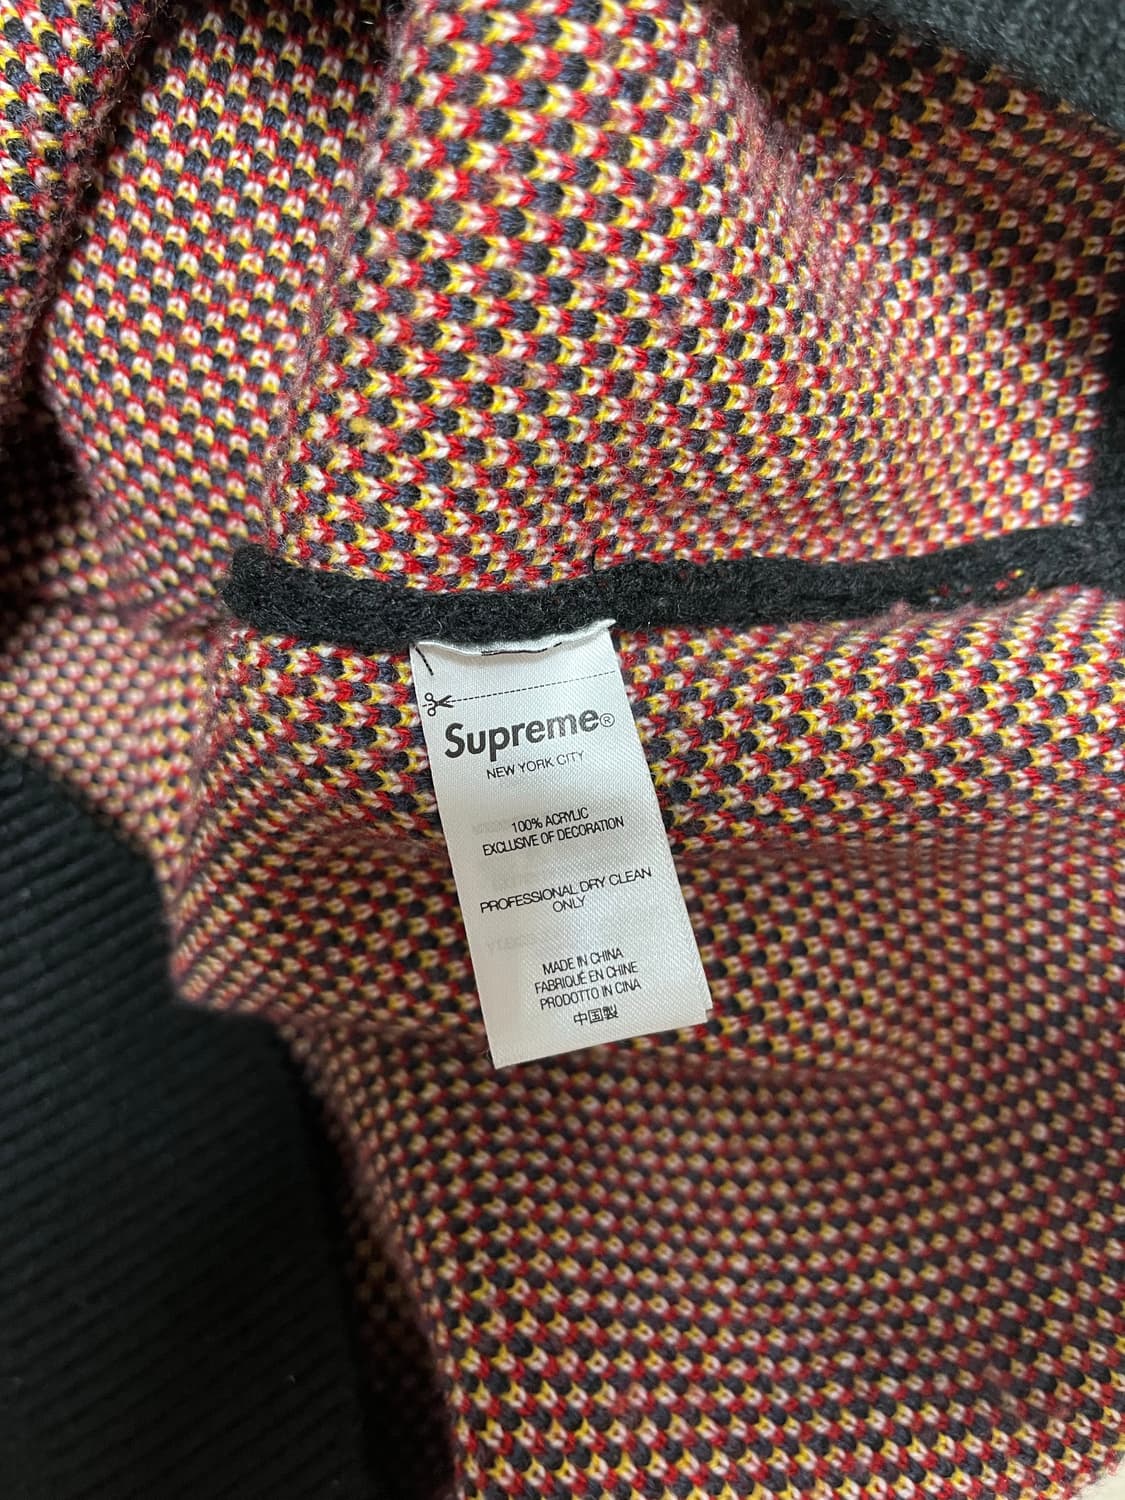 Supreme®
NEW YORK CITY
100% ACRYLIC
EXCLUSIVE OF DECORATION
PROFESSIONAL DRY CLEAN
ONLY
MADE IN CHINA
FABRIQUÉ EN CHINE
PRODOTTO IN CINA
中国製